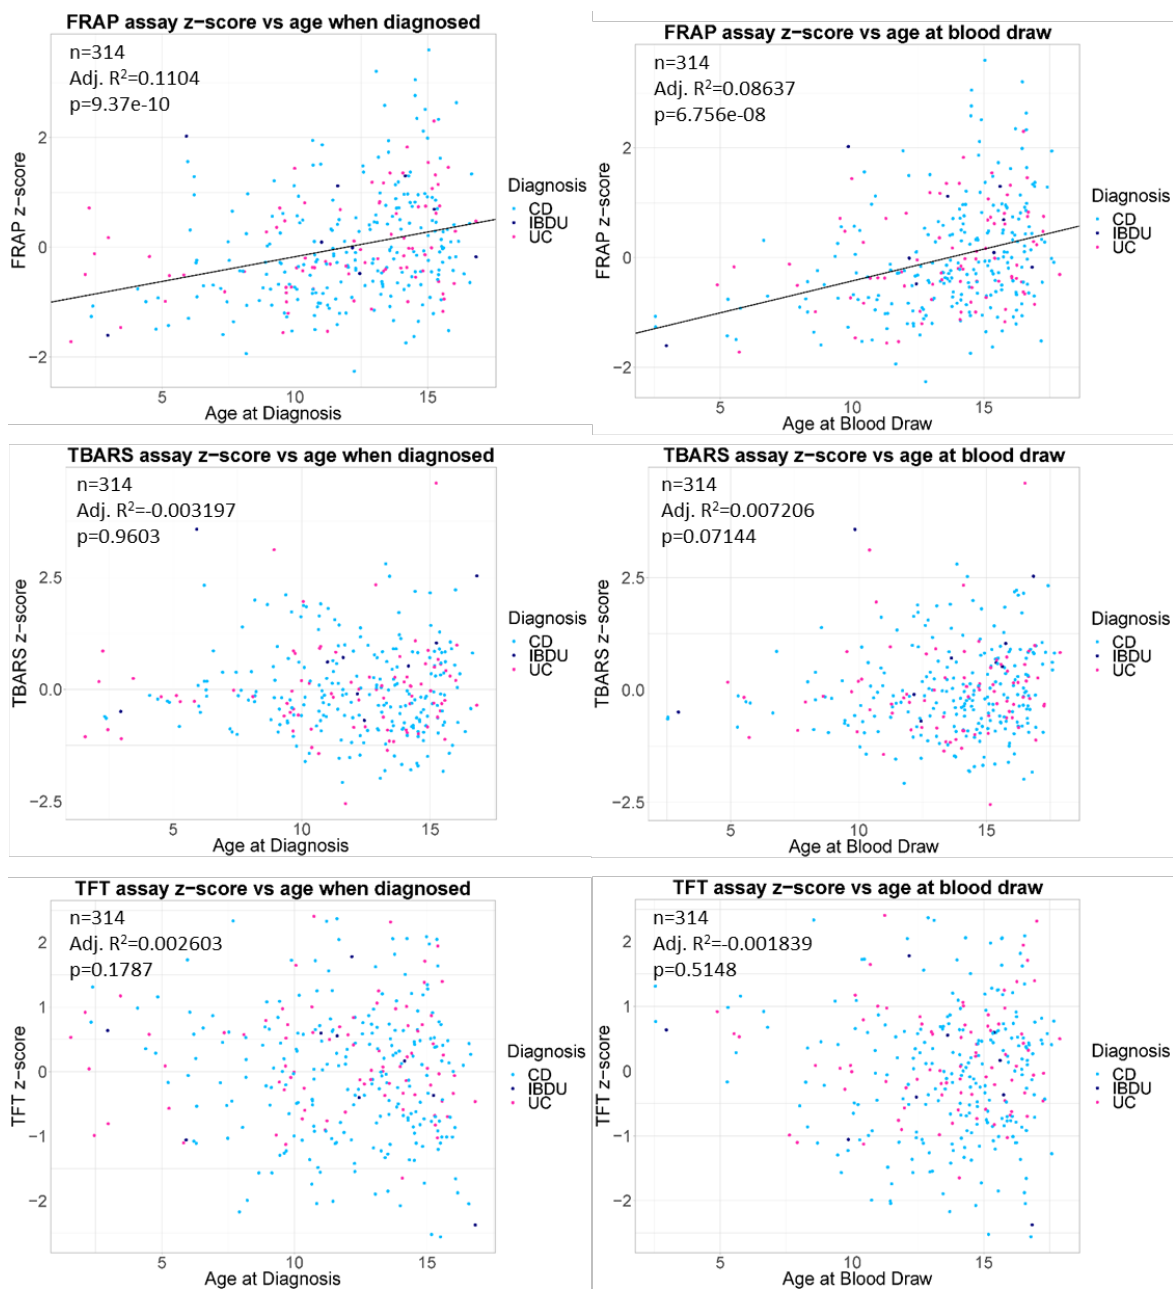 FRAP assay z−score vs age when diagnosed
n=314
Adj. R²=0.1104
p=9.37e-10
FRAP z−score
2
0
−2
5 10 15
Age at Diagnosis
Diagnosis
CD
IBDU
UC
FRAP assay z−score vs age at blood draw
n=314
Adj. R²=0.08637
p=6.756e-08
FRAP z−score
2
0
−2
5 10 15
Age at Blood Draw
Diagnosis
CD
IBDU
UC
TBARS assay z−score vs age when diagnosed
n=314
Adj. R²=-0.003197
p=0.9603
TBARS z−score
2.5
0.0
−2.5
5 10 15
Age at Diagnosis
Diagnosis
CD
IBDU
UC
TBARS assay z−score vs age at blood draw
n=314
Adj. R²=0.007206
p=0.07144
TBARS z−score
2.5
0.0
−2.5
5 10 15
Age at Blood Draw
Diagnosis
CD
IBDU
UC
TFT assay z−score vs age when diagnosed
n=314
Adj. R²=0.002603
p=0.1787
TFT z−score
2
1
0
−1
−2
5 10 15
Age at Diagnosis
Diagnosis
CD
IBDU
UC
TFT assay z−score vs age at blood draw
n=314
Adj. R²=-0.001839
p=0.5148
TFT z−score
2
1
0
−1
−2
5 10 15
Age at Blood Draw
Diagnosis
CD
IBDU
UC